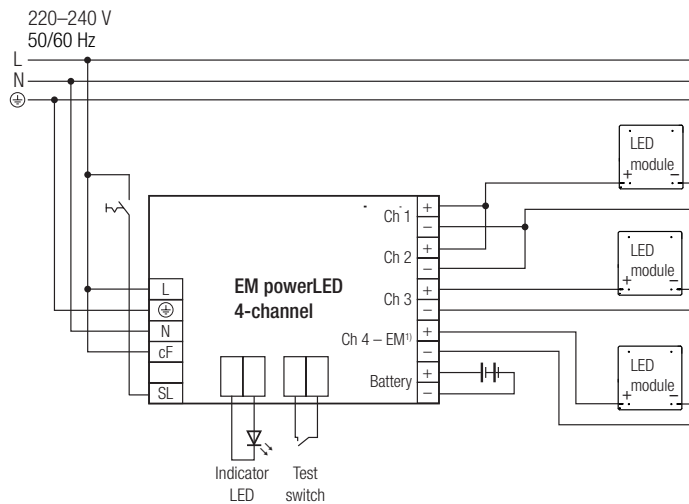 220–240 V
50/60 Hz
L
N
LED
module
+ −
Ch 1
+
−
Ch 2
+
−
EM powerLED
4-channel
LED
module
+ −
L
Ch 3
+
−
N
Ch 4 – EM¹⁾
+
−
cF
LED
module
+ −
Battery
+
−
SL
Indicator
LED
Test
switch